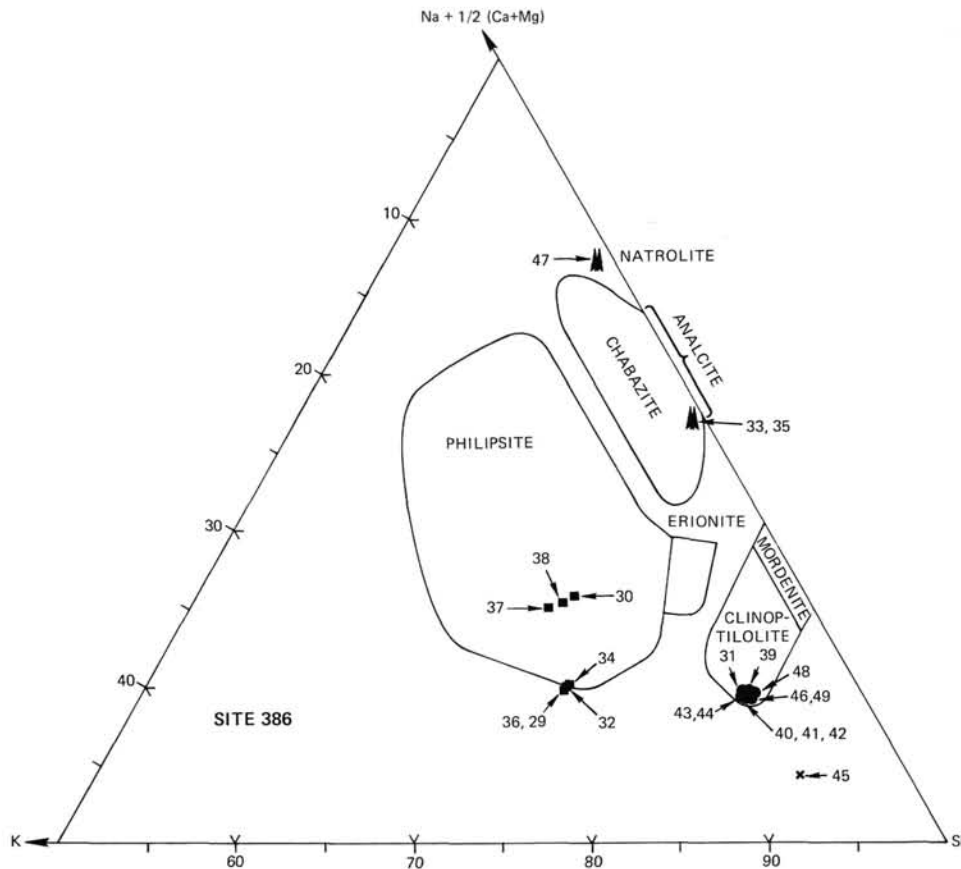 Na + 1/2 (Ca+Mg)
10
47
NATROLITE
ANALCITE
20
CHABAZITE
33, 35
PHILIPSITE
30
ERIONITE
MORDENITE
38
30
37
CLINOP-
TILOLITE
31
39
34
48
40
46,49
SITE 386
36, 29
32
43,44
40, 41, 42
45
K
S
60
70
80
90